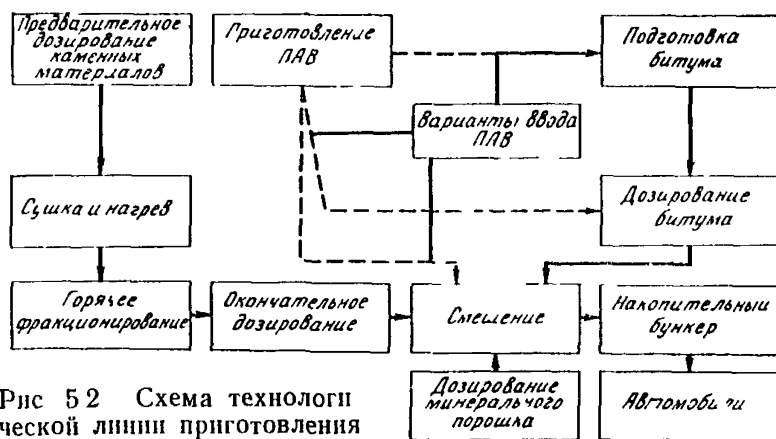 Предварительное
дозирование
каменных
материалов
Приготовление
ПАВ
Подготовка
битума
Варианты ввода
ПАВ
Сушка и нагрев
Дозирование
битума
Горячее
фракционирование
Окончательное
дозирование
Смешение
Накопительный
бункер
Дозирование
минерального
порошка
Автомобили
Рис 5 2 Схема технологи
ческой линии приготовления